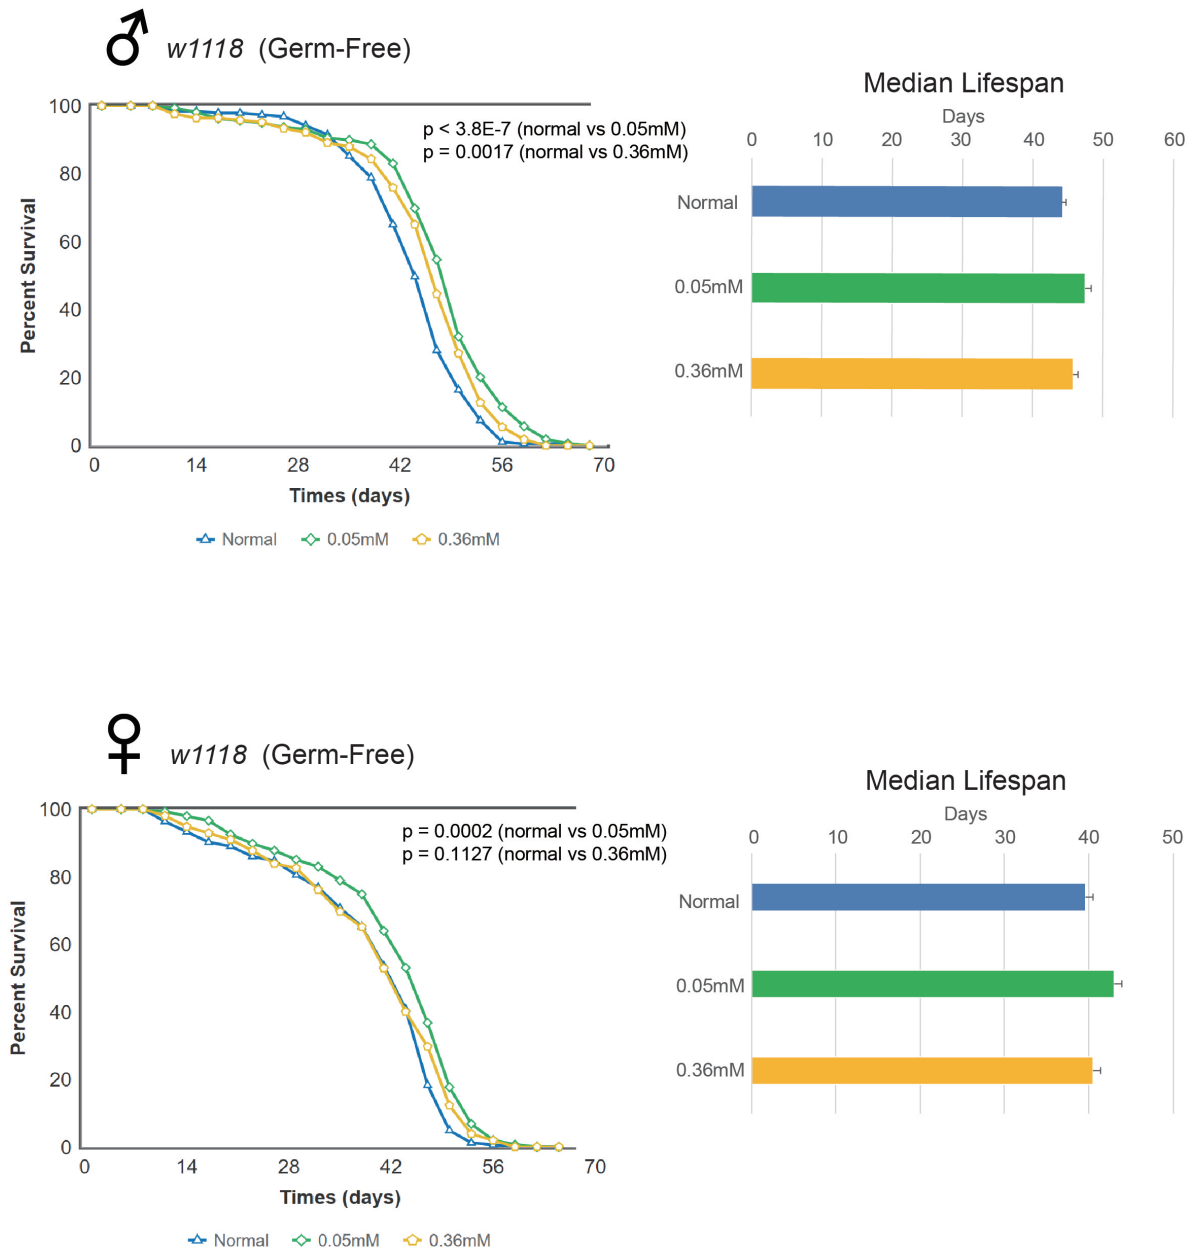 w1118 (Germ-Free)
100
80
60
40
20
0
Percent Survival
p < 3.8E-7 (normal vs 0.05mM)
p = 0.0017 (normal vs 0.36mM)
0 14 28 42 56 70
Times (days)
Normal 0.05mM 0.36mM
Median Lifespan
Days
0 10 20 30 40 50 60
Normal
0.05mM
0.36mM
w1118 (Germ-Free)
100
80
60
40
20
0
Percent Survival
p = 0.0002 (normal vs 0.05mM)
p = 0.1127 (normal vs 0.36mM)
0 14 28 42 56 70
Times (days)
Normal 0.05mM 0.36mM
Median Lifespan
Days
0 10 20 30 40 50
Normal
0.05mM
0.36mM